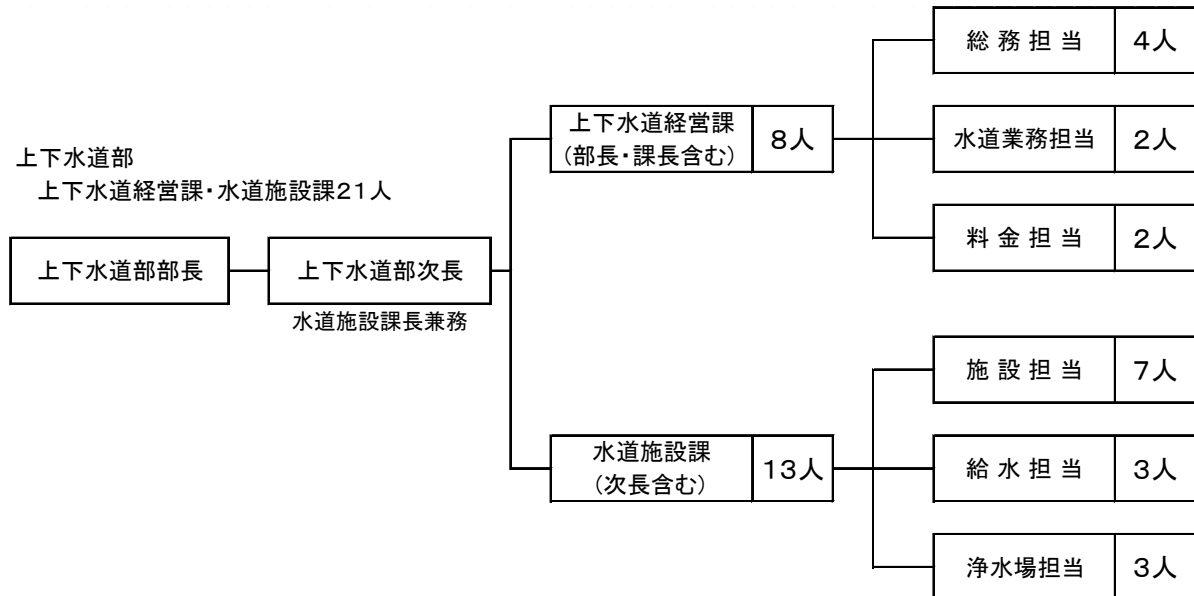 上下水道部
上下水道経営課・水道施設課21人
上下水道部部長
上下水道部次長
水道施設課長兼務
上下水道経営課
(部長・課長含む)
8人
総務担当
4人
水道業務担当
2人
料金担当
2人
水道施設課
(次長含む)
13人
施設担当
7人
給水担当
3人
浄水場担当
3人